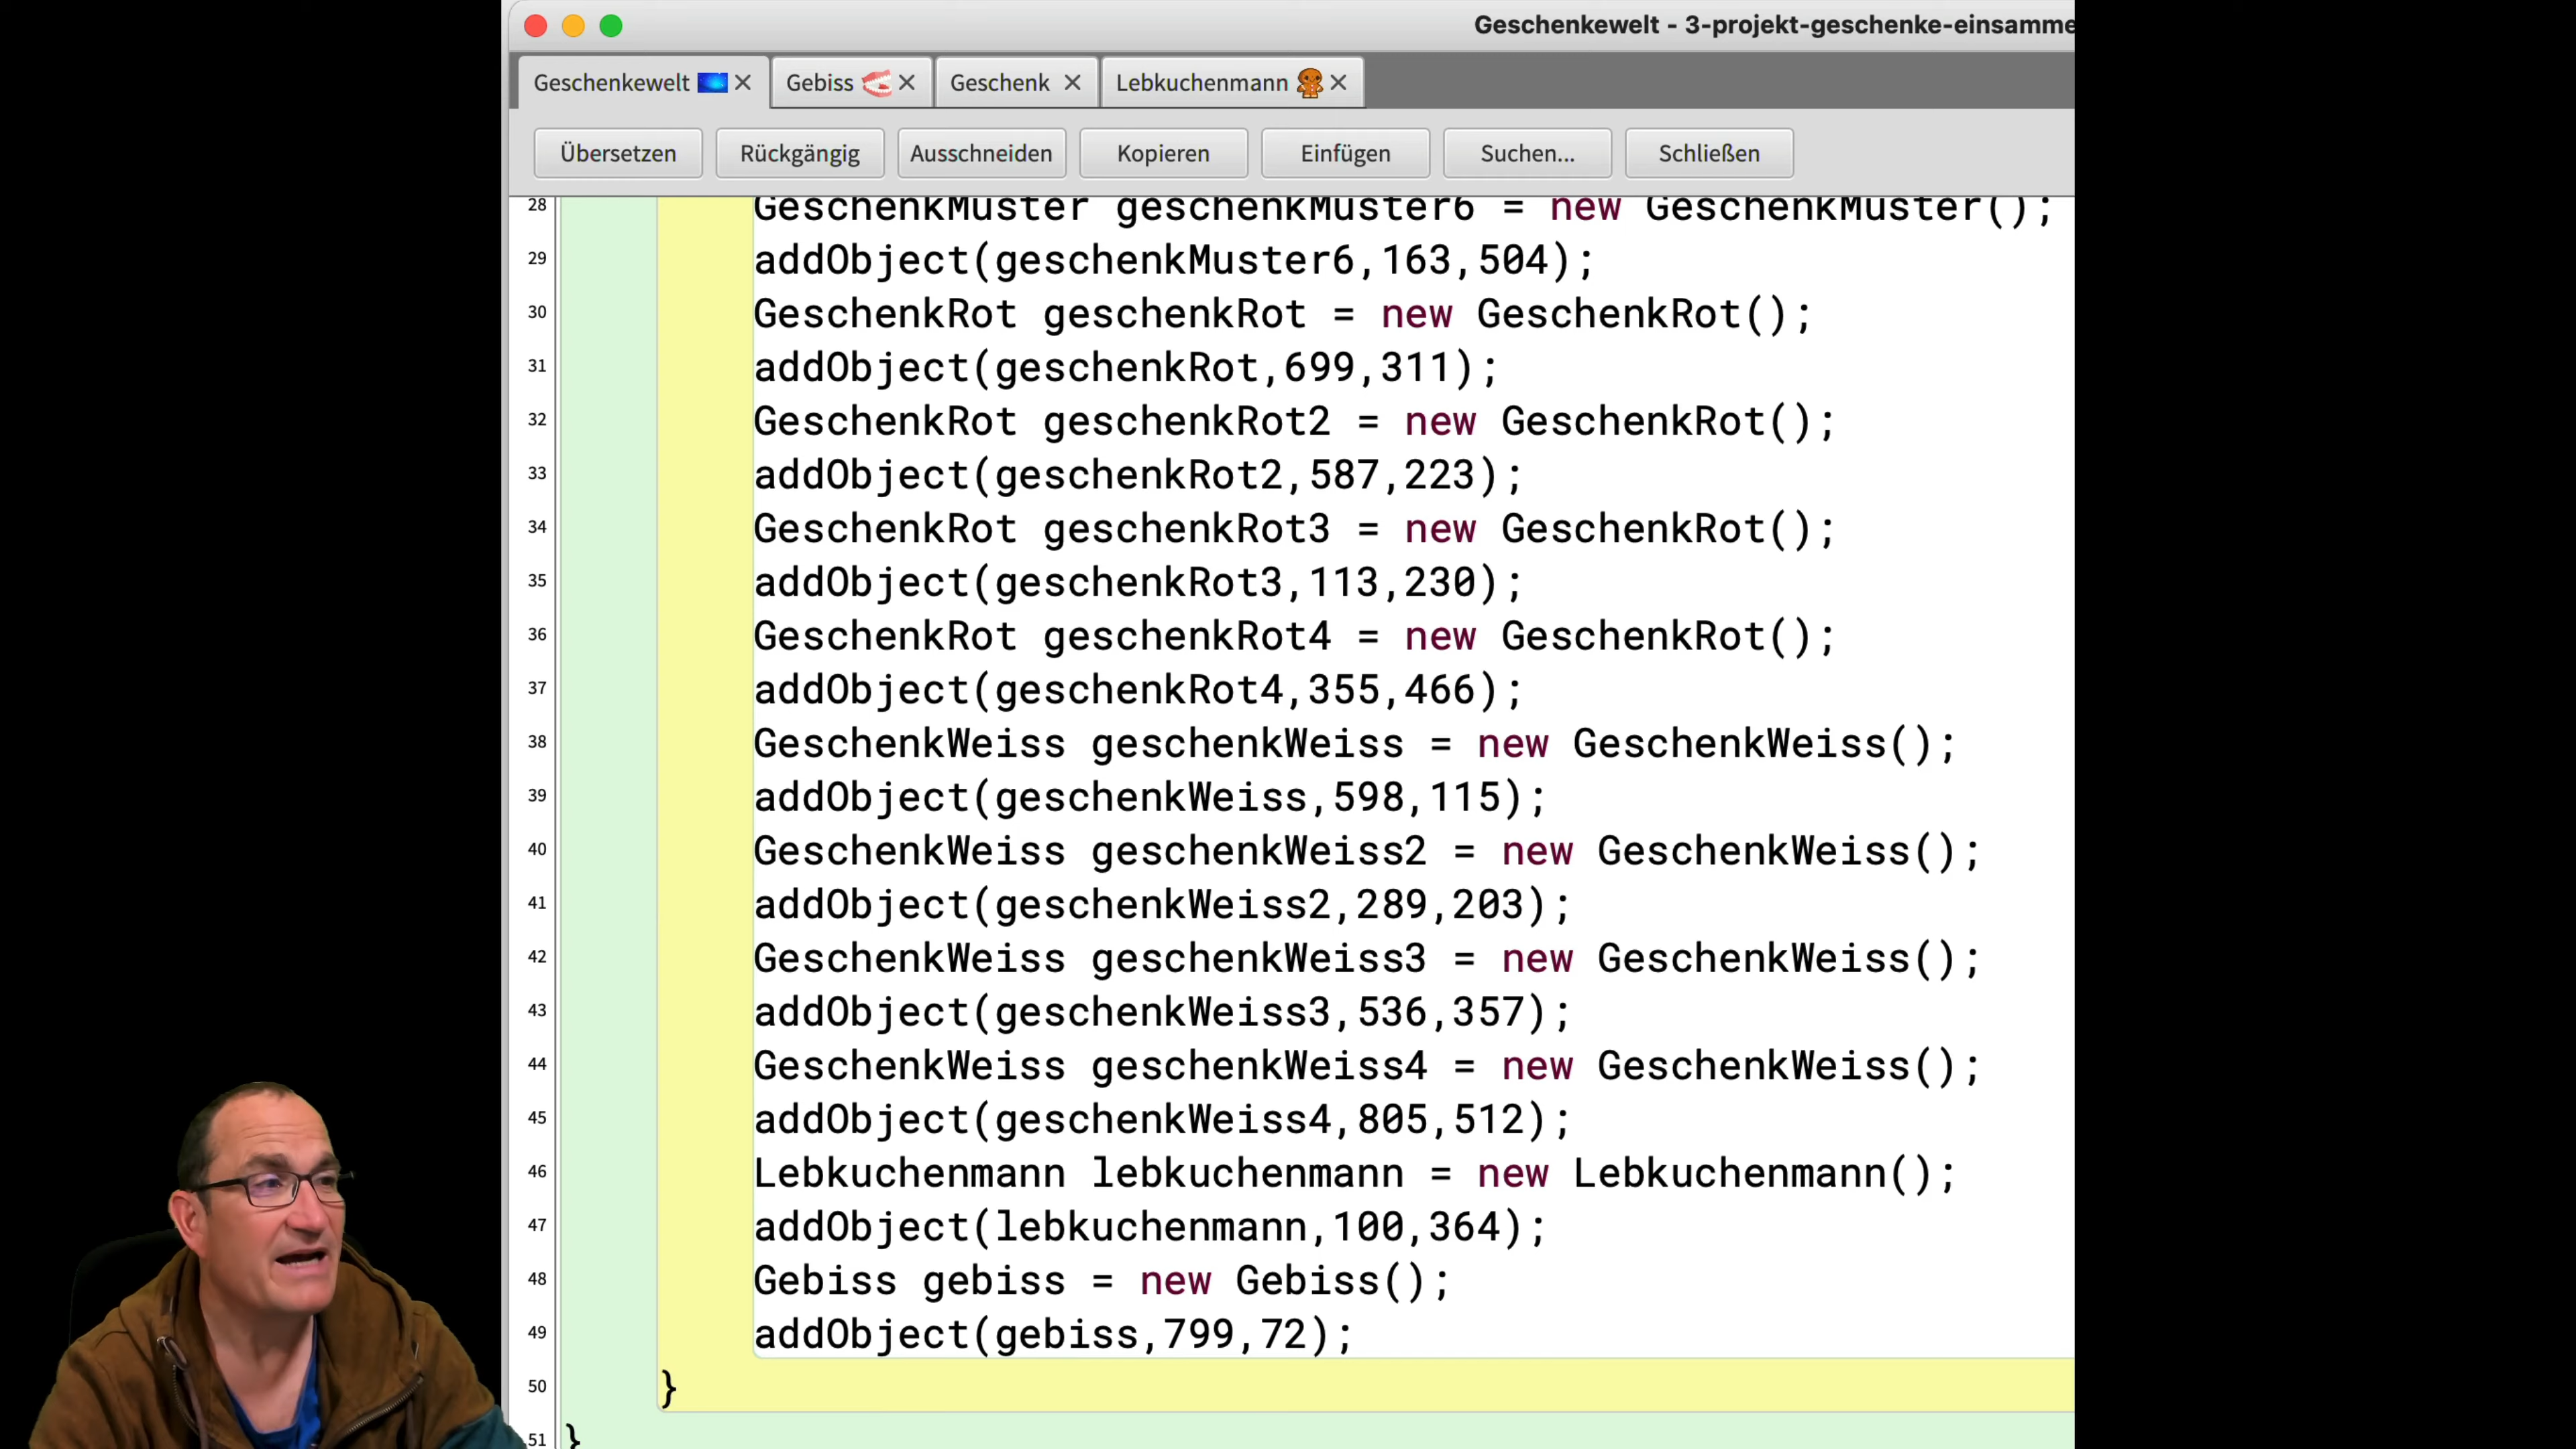 Geschenkewelt - 3-projekt-geschenke-einsamme
Geschenkewelt Gebiss Geschenk Lebkuchenmann
Übersetzen Rückgängig Ausschneiden Kopieren Einfügen Suchen... Schließen
28 GeschenkMuster geschenkMuster6 = new GeschenkMuster();
29 addObject(geschenkMuster6,163,504);
30 GeschenkRot geschenkRot = new GeschenkRot();
31 addObject(geschenkRot,699,311);
32 GeschenkRot geschenkRot2 = new GeschenkRot();
33 addObject(geschenkRot2,587,223);
34 GeschenkRot geschenkRot3 = new GeschenkRot();
35 addObject(geschenkRot3,113,230);
36 GeschenkRot geschenkRot4 = new GeschenkRot();
37 addObject(geschenkRot4,355,466);
38 GeschenkWeiss geschenkWeiss = new GeschenkWeiss();
39 addObject(geschenkWeiss,598,115);
40 GeschenkWeiss geschenkWeiss2 = new GeschenkWeiss();
41 addObject(geschenkWeiss2,289,203);
42 GeschenkWeiss geschenkWeiss3 = new GeschenkWeiss();
43 addObject(geschenkWeiss3,536,357);
44 GeschenkWeiss geschenkWeiss4 = new GeschenkWeiss();
45 addObject(geschenkWeiss4,805,512);
46 Lebkuchenmann lebkuchenmann = new Lebkuchenmann();
47 addObject(lebkuchenmann,100,364);
48 Gebiss gebiss = new Gebiss();
49 addObject(gebiss,799,72);
50 }
51 }